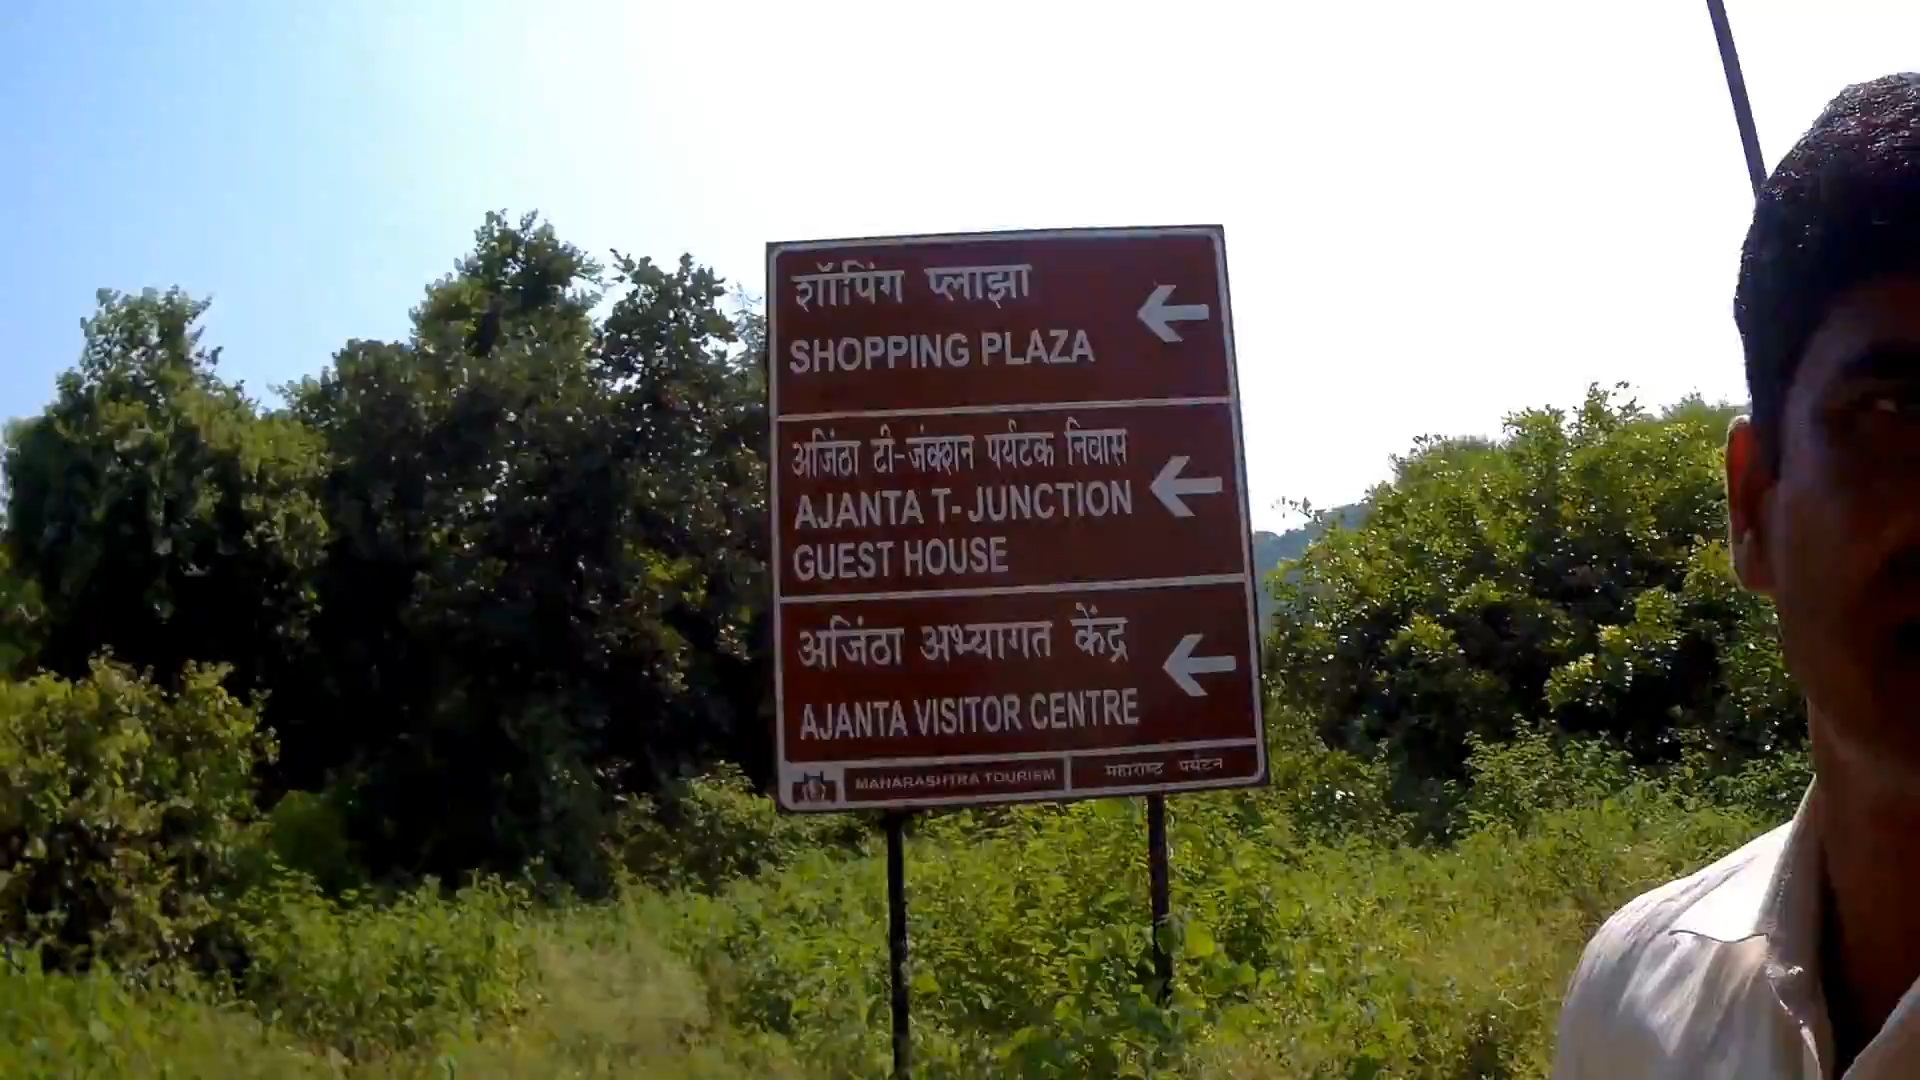 शॉपिंग प्लाझा
SHOPPING PLAZA
अजिंठा टी-जंक्शन पर्यटक निवास
AJANTA T-JUNCTION
GUEST HOUSE
अजिंठा अभ्यागत केंद्र
AJANTA VISITOR CENTRE
MAHARASHTRA TOURISM महाराष्ट पर्यटन